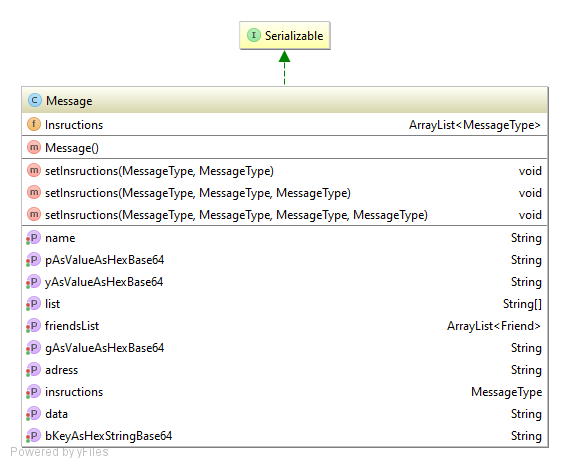 I Serializable
C Message
f Insructions ArrayList<MessageType>
m Message()
m setInsructions(MessageType, MessageType) void
m setInsructions(MessageType, MessageType, MessageType) void
m setInsructions(MessageType, MessageType, MessageType, MessageType) void
P name String
P pAsValueAsHexBase64 String
P yAsValueAsHexBase64 String
P list String[]
P friendsList ArrayList<Friend>
P gAsValueAsHexBase64 String
P adress String
P insructions MessageType
P data String
P bKeyAsHexStringBase64 String
Powered by yFiles